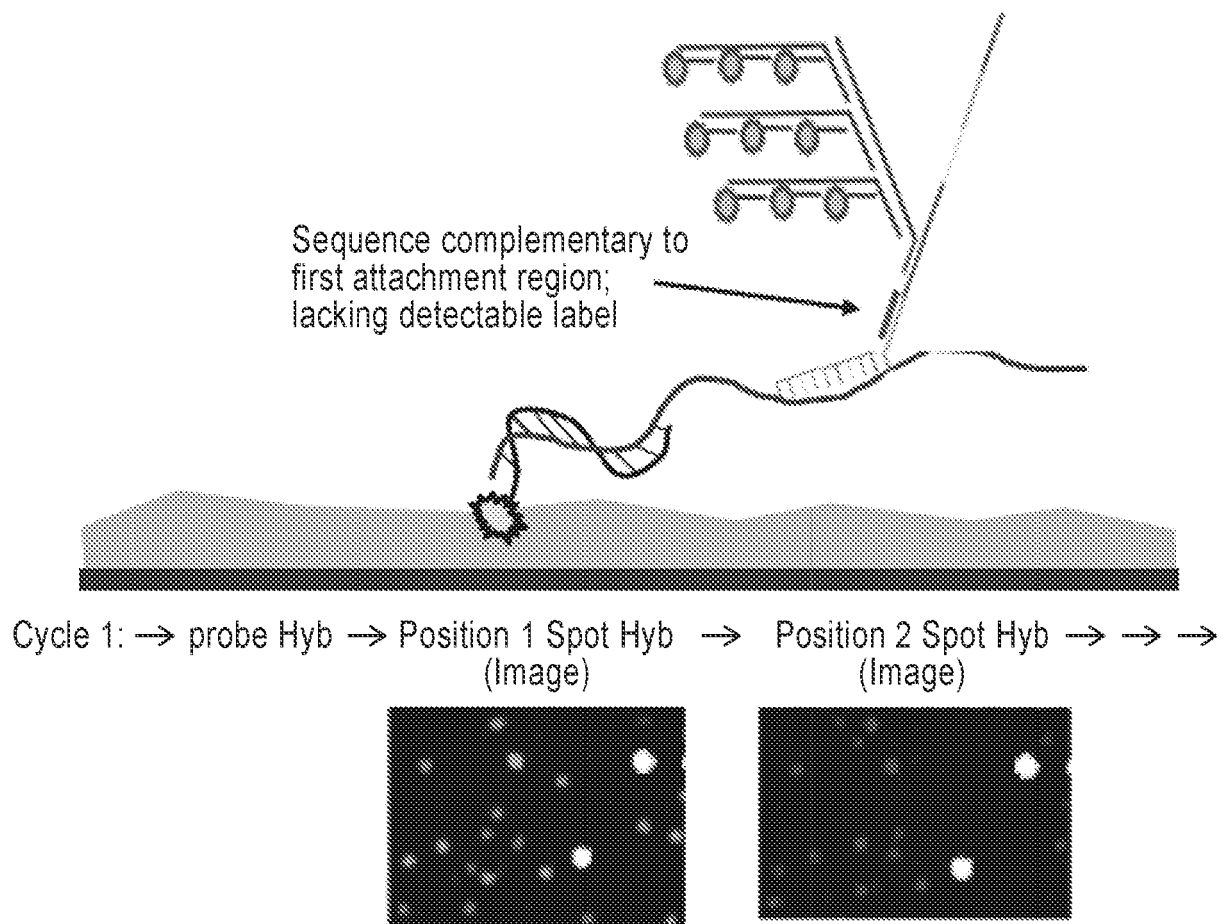 Sequence complementary to
first attachment region;
lacking detectable label
Cycle 1: → probe Hyb → Position 1 Spot Hyb → Position 2 Spot Hyb → → →
(Image) (Image)